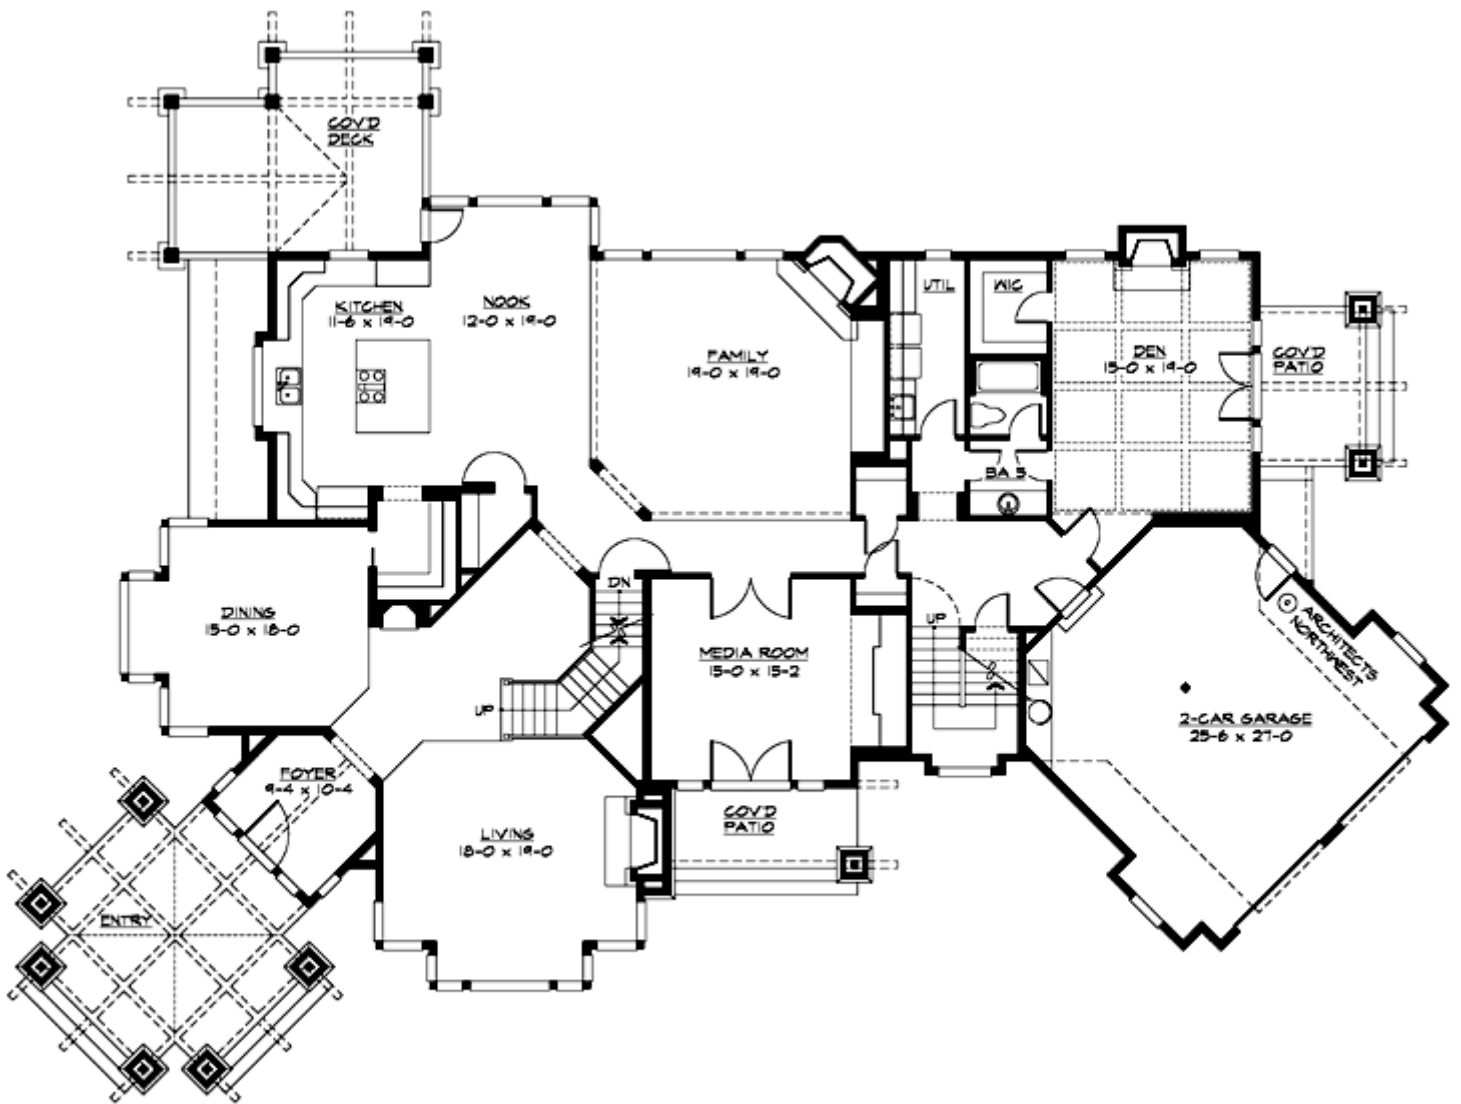 COV'D
DECK
KITCHEN
11-6 x 19-0
NOOK
12-0 x 19-0
FAMILY
19-0 x 19-0
UTIL
WIC
DEN
15-0 x 19-0
COV'D
PATIO
BA 5
DINING
15-0 x 18-0
DN
UP
MEDIA ROOM
15-0 x 15-2
UP
ARCHITECTS
NORTHWEST
2-CAR GARAGE
25-6 x 27-0
FOYER
9-4 x 10-4
LIVING
18-0 x 19-0
COV'D
PATIO
ENTRY